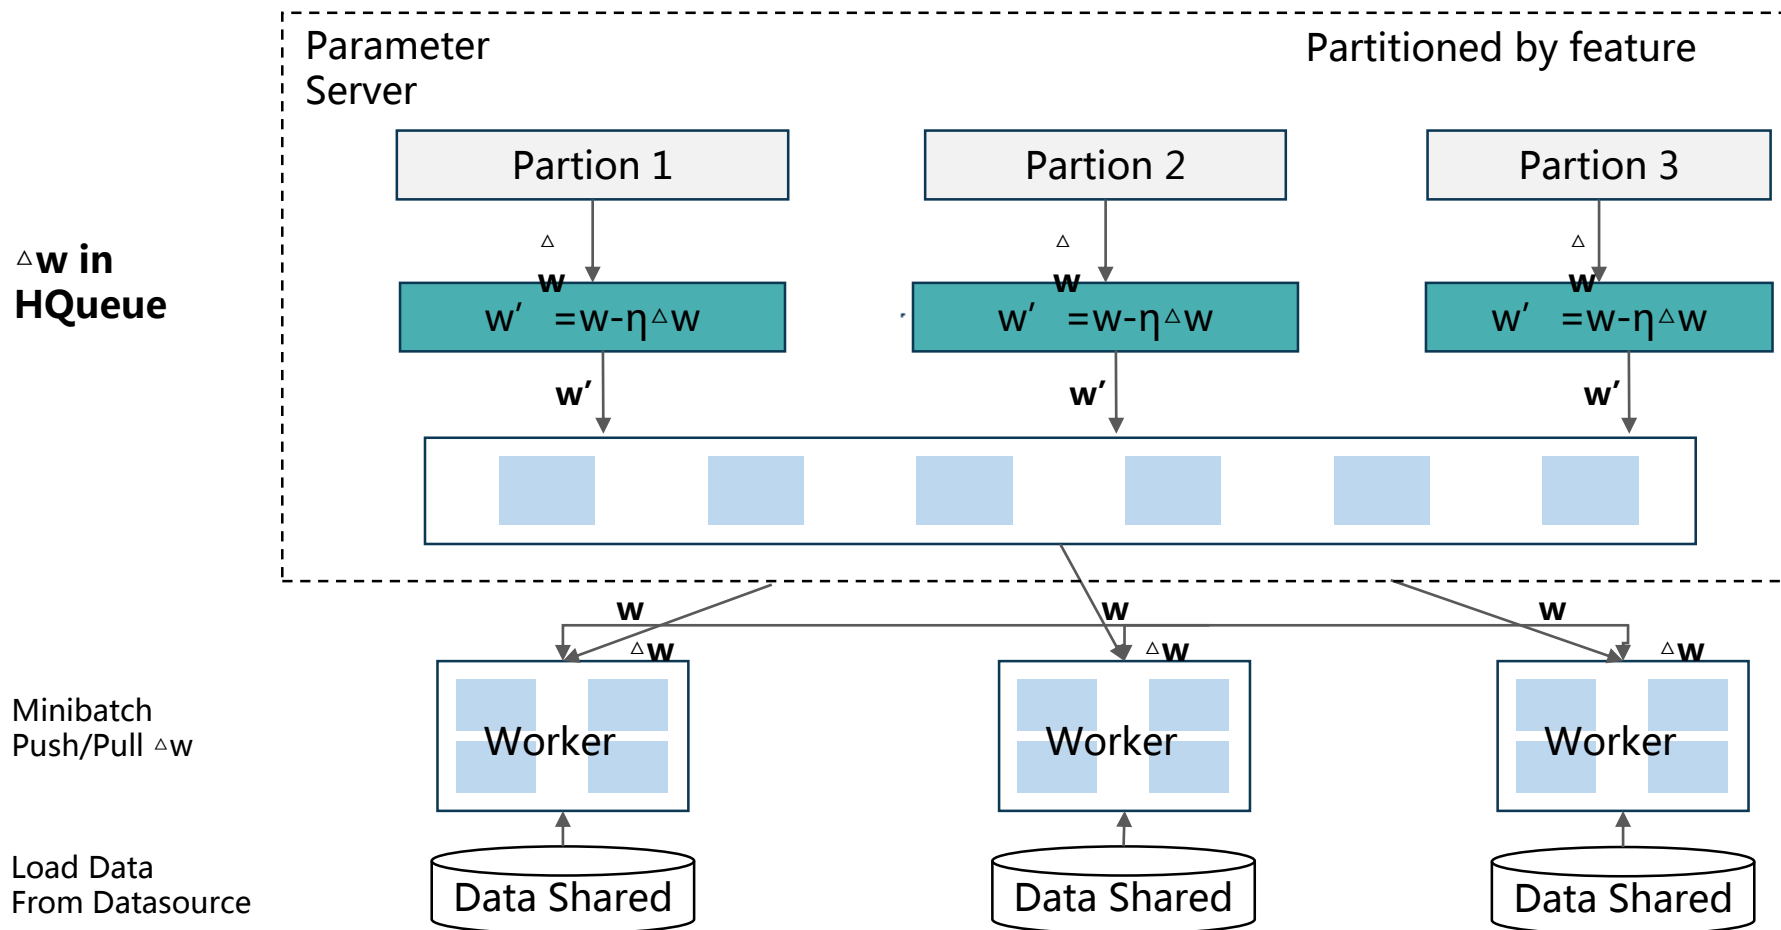 Parameter
Server
Partitioned by feature
Partion 1
Partion 2
Partion 3
△w in
HQueue
△
w
△
w
△
w
w’ =w-η△w
w’ =w-η△w
w’ =w-η△w
w’
w’
w’
w
w
w
△w
△w
△w
Minibatch
Push/Pull △w
Worker
Worker
Worker
Load Data
From Datasource
Data Shared
Data Shared
Data Shared